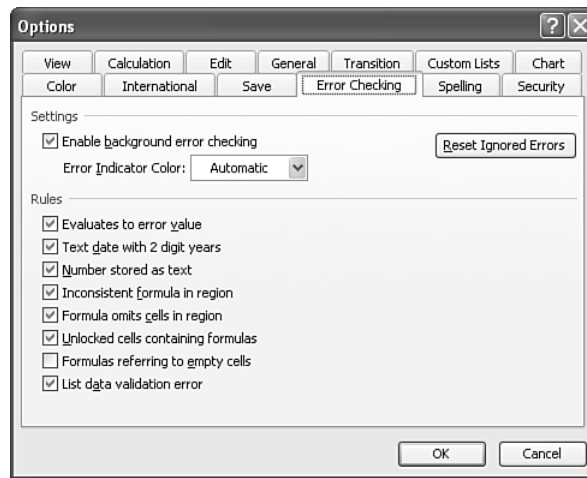 Options
View Calculation Edit General Transition Custom Lists Chart
Color International Save Error Checking Spelling Security
Settings
Enable background error checking
Reset Ignored Errors
Error Indicator Color: Automatic
Rules
Evaluates to error value
Text date with 2 digit years
Number stored as text
Inconsistent formula in region
Formula omits cells in region
Unlocked cells containing formulas
Formulas referring to empty cells
List data validation error
OK Cancel